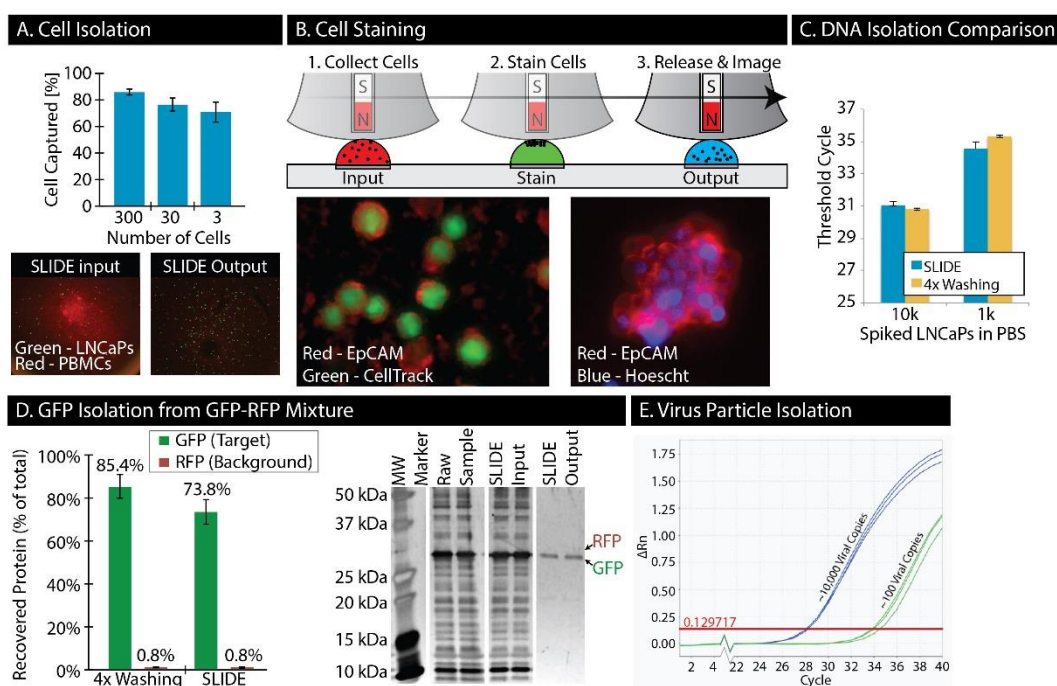 A. Cell Isolation
Cell Captured [%]
100
80
60
40
20
0
300 30 3
Number of Cells
SLIDE input
Green - LNCaPs
Red - PBMCs
SLIDE Output
B. Cell Staining
1. Collect Cells 2. Stain Cells 3. Release & Image
S S S
N N N
Input Stain Output
Red - EpCAM
Green - CellTrack
Red - EpCAM
Blue - Hoescht
C. DNA Isolation Comparison
Threshold Cycle
37
35
33
31
29
27
25
SLIDE
4x Washing
10k 1k
Spiked LNCaPs in PBS
D. GFP Isolation from GFP-RFP Mixture
Recovered Protein (% of total)
100%
80%
60%
40%
20%
0%
GFP (Target)
RFP (Background)
85.4%
0.8%
73.8%
0.8%
4x Washing SLIDE
MW
Marker
Raw
Sample
SLIDE
Input
SLIDE
Output
50 kDa
37 kDa
25 kDa
20 kDa
15 kDa
10 kDa
RFP
GFP
E. Virus Particle Isolation
ΔRn
1.75
1.50
1.25
1.00
0.75
0.50
0.25
0.00
0.129717
~10,000 Viral Copies
~100 Viral Copies
2 4 22 24 26 28 30 32 34 36 38 40
Cycle